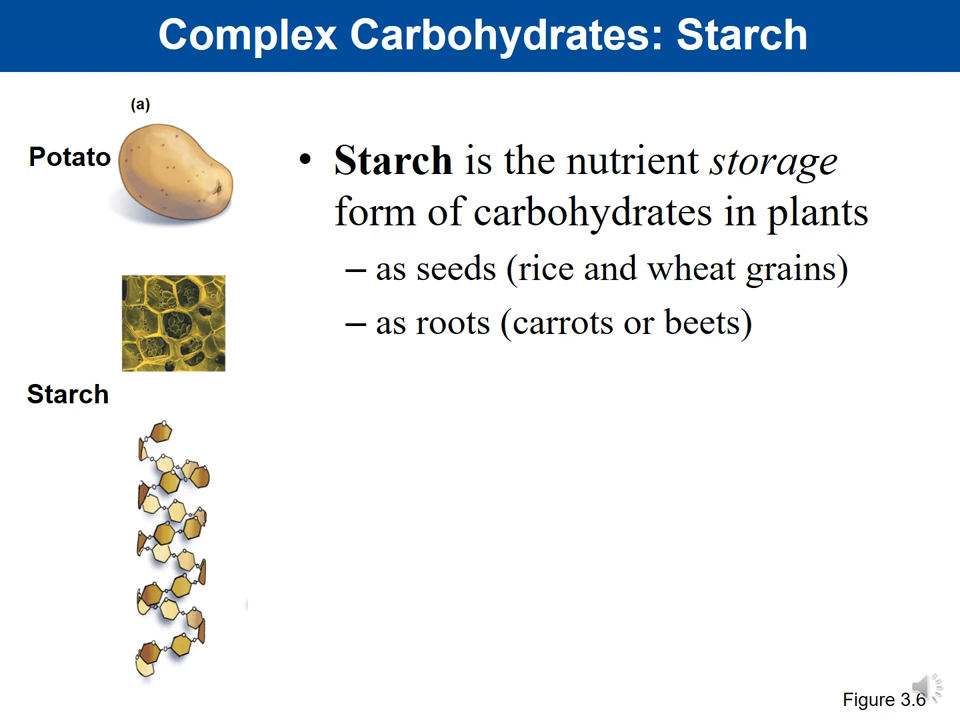 Complex Carbohydrates: Starch
(a)
Potato
• Starch is the nutrient storage
form of carbohydrates in plants
– as seeds (rice and wheat grains)
– as roots (carrots or beets)
Starch
Figure 3.6